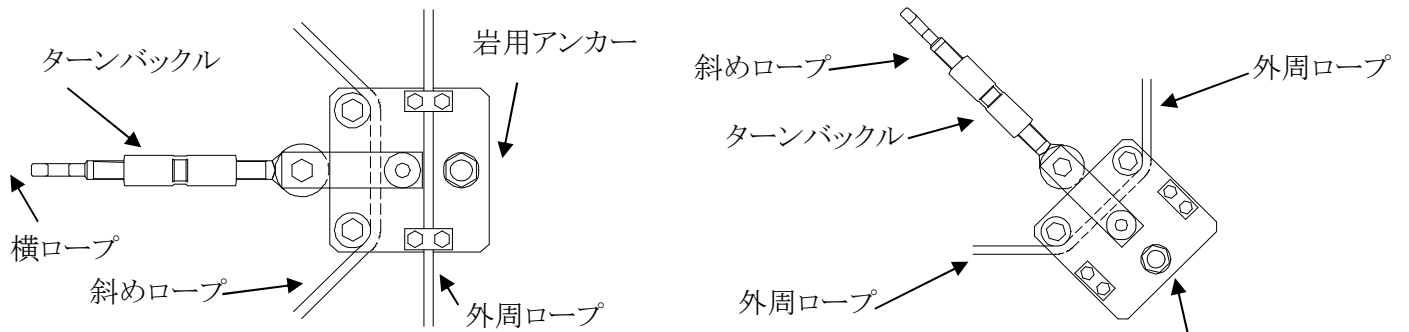 ターンバックル
岩用アンカー
横ロープ
斜めロープ
外周ロープ
斜めロープ
外周ロープ
ターンバックル
外周ロープ